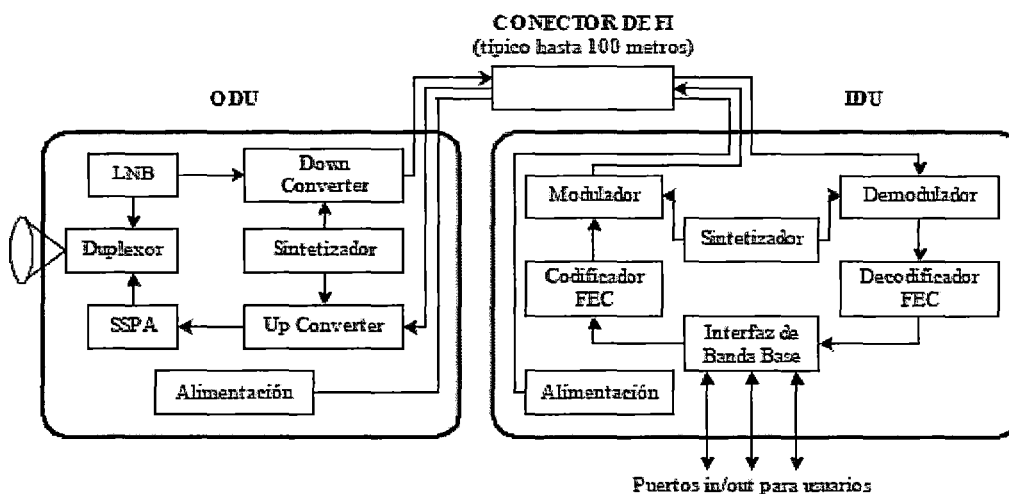 CONECTOR DE FI
(típico hasta 100 metros)
ODU
IDU
LNB
Down
Converter
Duplexor
Sintetizador
SSPA
Up Converter
Alimentación
Modulador
Demodulador
Sintetizador
Codificador
FEC
Decodificador
FEC
Interfaz de
Banda Base
Alimentación
Puertos in/out para usuarios